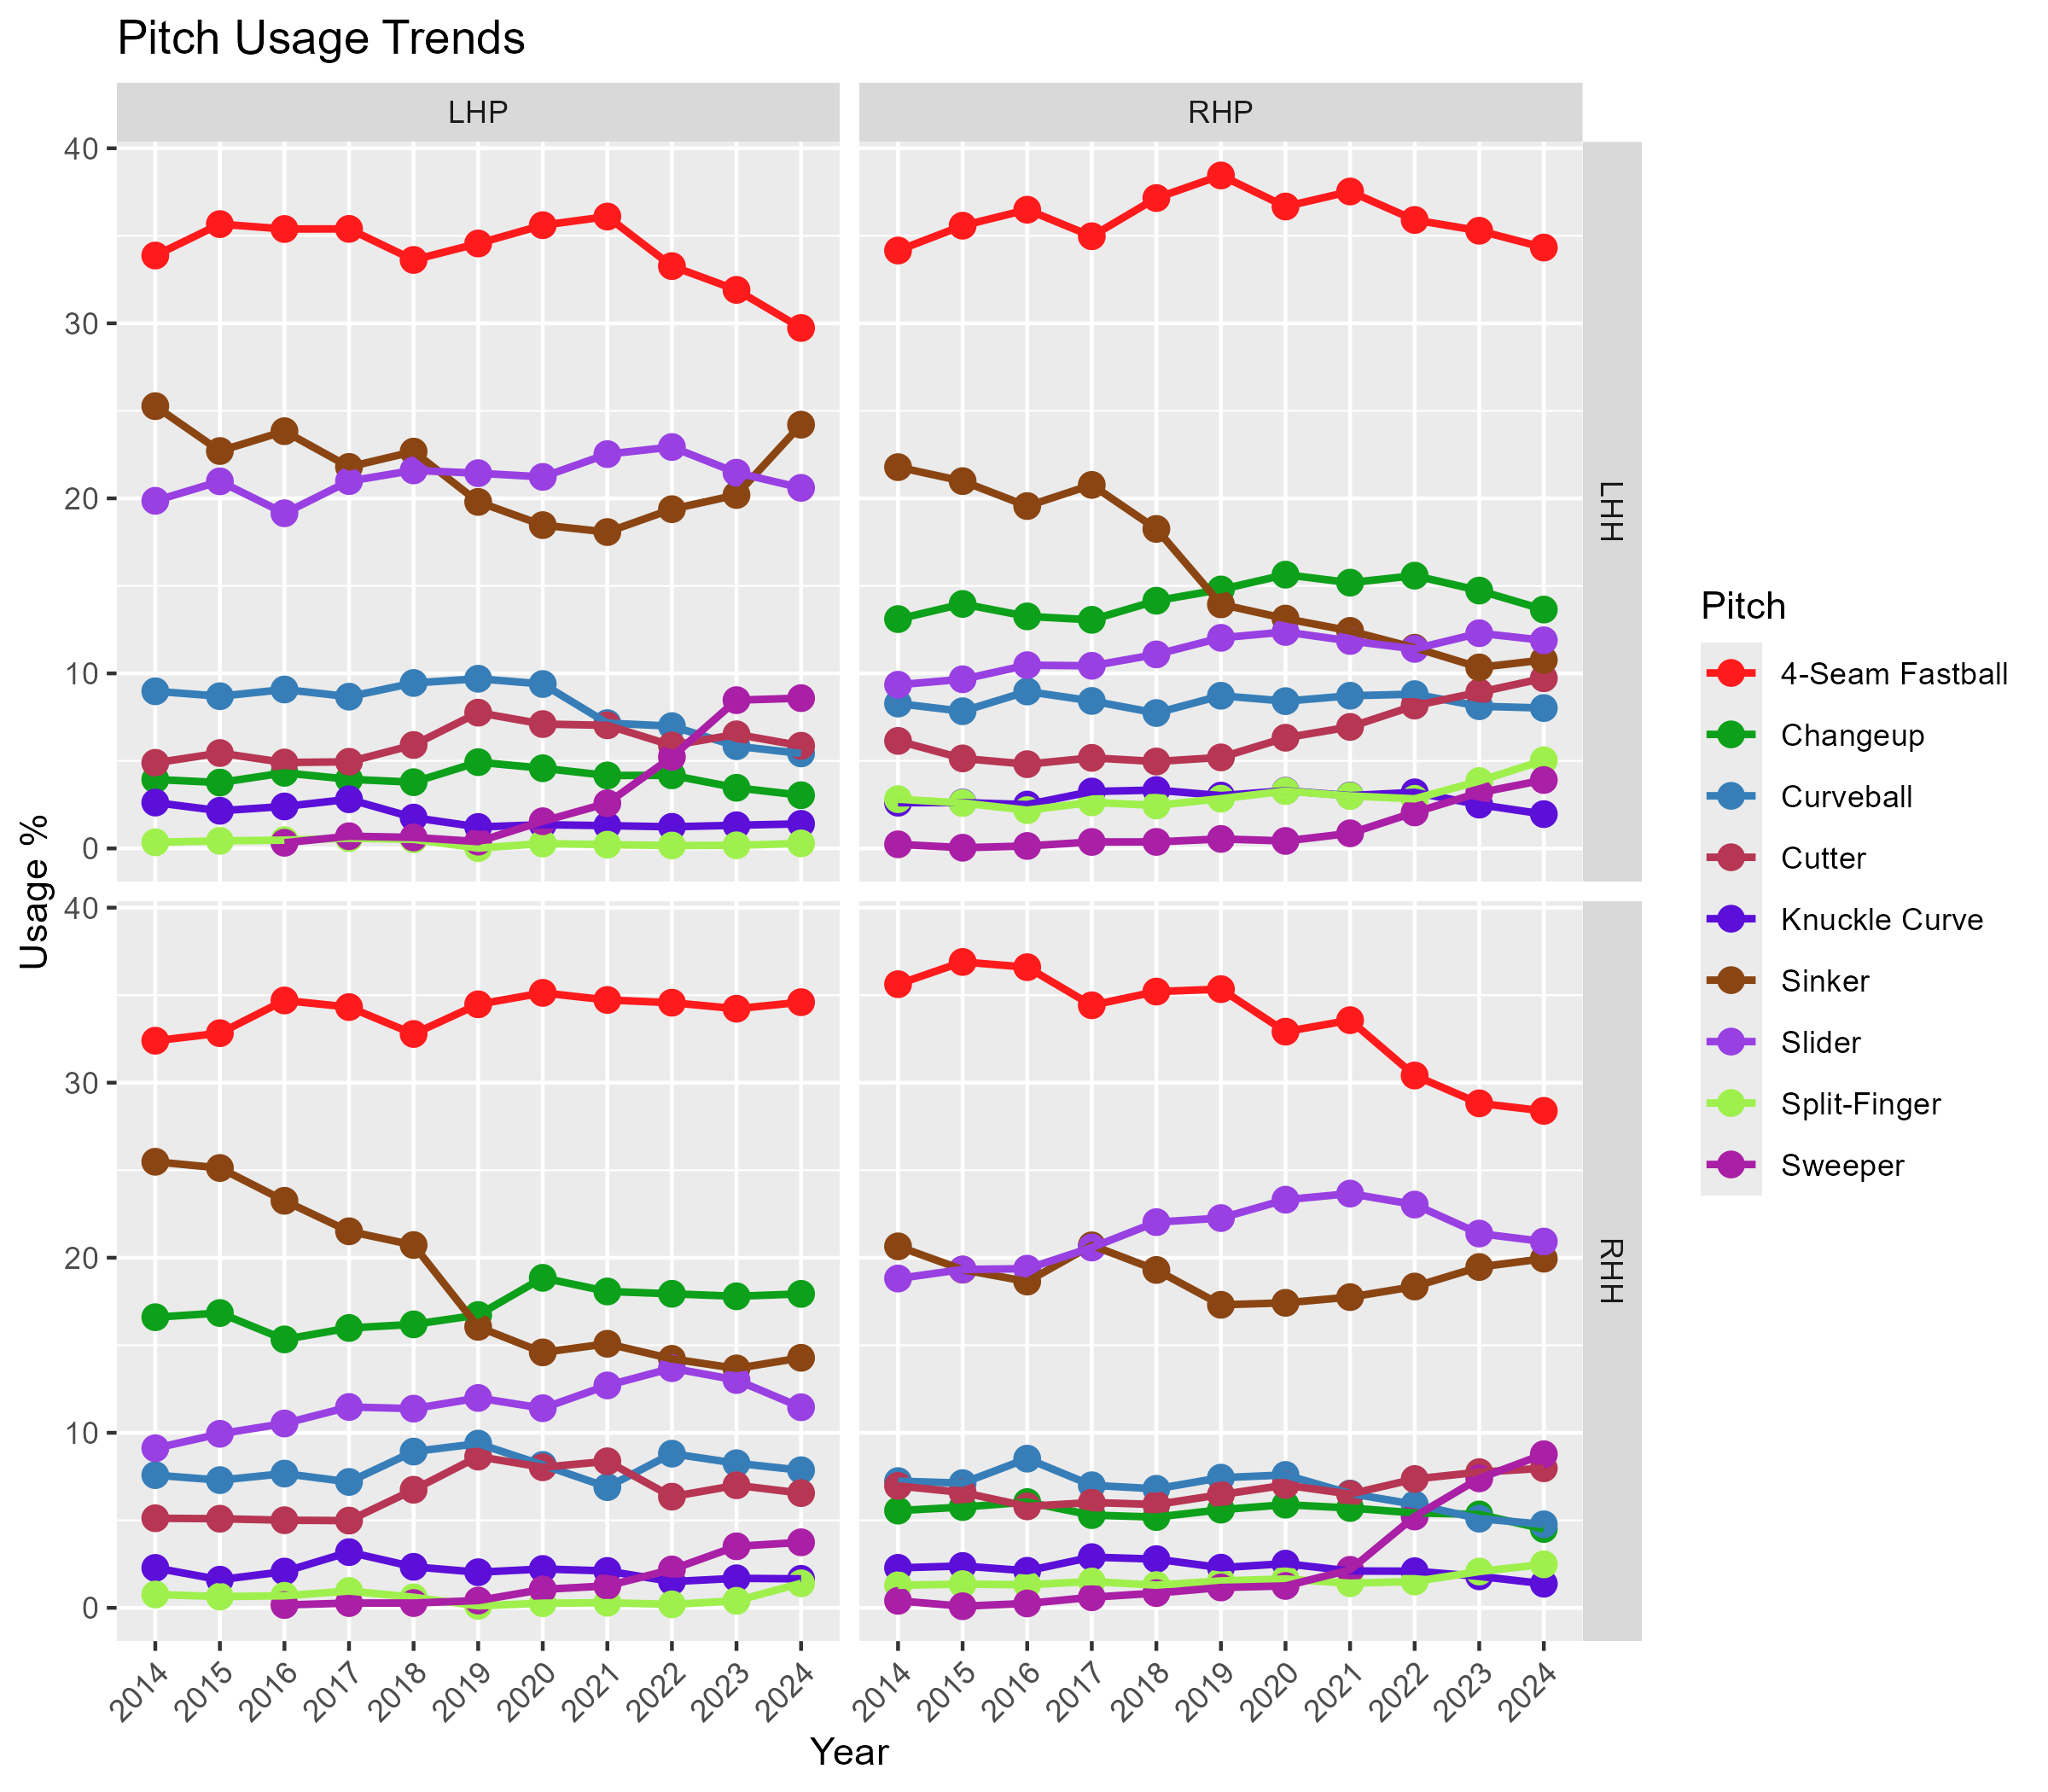 Pitch Usage Trends
LHP
RHP
40
30
20
10
0
LHH
40
30
20
10
0
RHH
Usage %
2014 2015 2016 2017 2018 2019 2020 2021 2022 2023 2024
2014 2015 2016 2017 2018 2019 2020 2021 2022 2023 2024
Year
Pitch
4-Seam Fastball
Changeup
Curveball
Cutter
Knuckle Curve
Sinker
Slider
Split-Finger
Sweeper